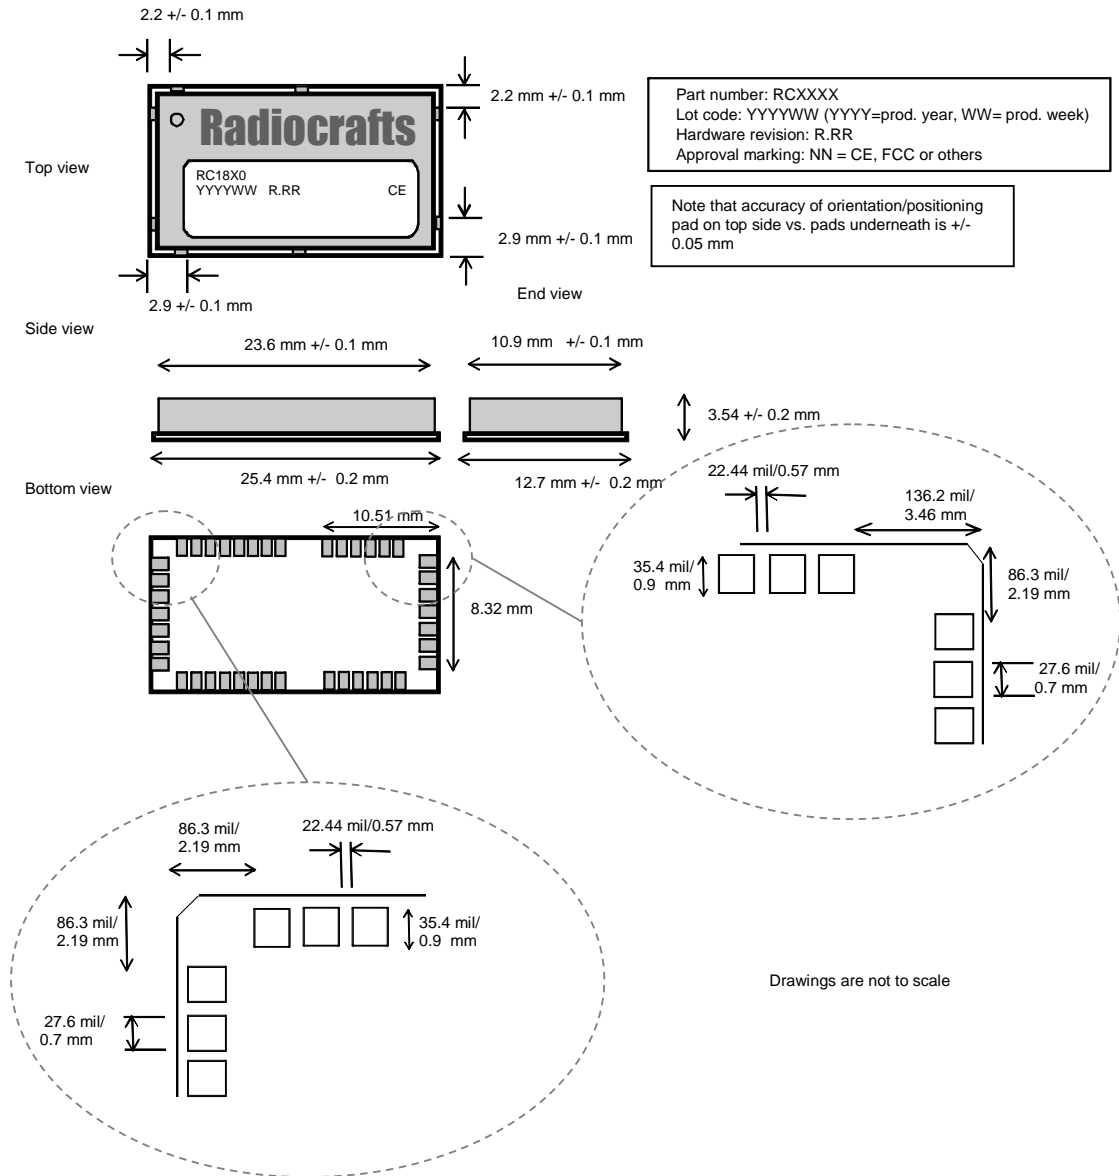 2.2 +/- 0.1 mm
2.2 mm +/- 0.1 mm
Part number: RCXXXX
Lot code: YYYYWW (YYYY=prod. year, WW= prod. week)
Hardware revision: R.RR
Approval marking: NN = CE, FCC or others
Radiocrafts
Top view
RC18X0
YYYYWW R.RR CE
Note that accuracy of orientation/positioning
pad on top side vs. pads underneath is +/-
0.05 mm
2.9 mm +/- 0.1 mm
2.9 +/- 0.1 mm
End view
Side view
23.6 mm +/- 0.1 mm
10.9 mm +/- 0.1 mm
3.54 +/- 0.2 mm
25.4 mm +/- 0.2 mm
12.7 mm +/- 0.2 mm
Bottom view
10.51 mm
8.32 mm
22.44 mil/0.57 mm
136.2 mil/
3.46 mm
35.4 mil/
0.9 mm
86.3 mil/
2.19 mm
27.6 mil/
0.7 mm
86.3 mil/
2.19 mm
22.44 mil/0.57 mm
86.3 mil/
2.19 mm
35.4 mil/
0.9 mm
27.6 mil/
0.7 mm
Drawings are not to scale